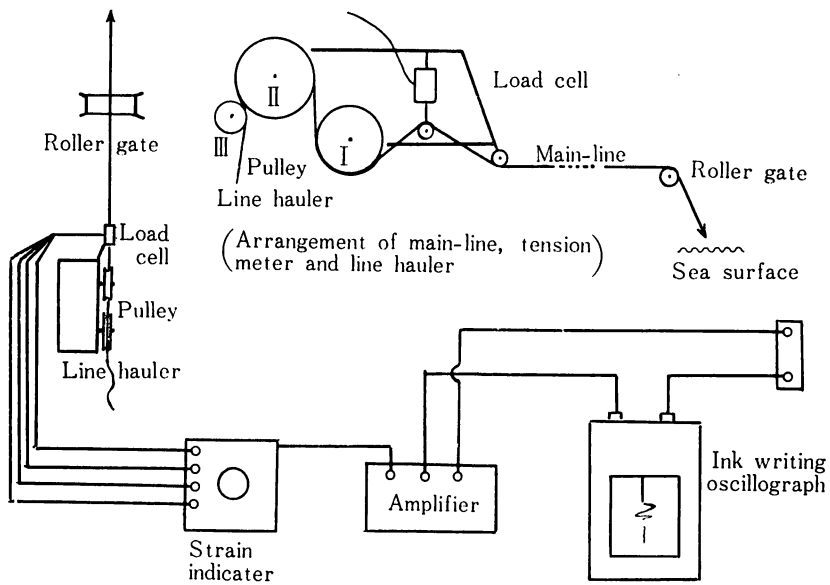 Roller gate
II
III
I
Pulley
Line hauler
Load cell
Main-line
Roller gate
(Arrangement of main-line, tension
meter and line hauler)
Sea surface
Load
cell
Pulley
Line hauler
Strain
indicater
Amplifier
Ink writing
oscillograph